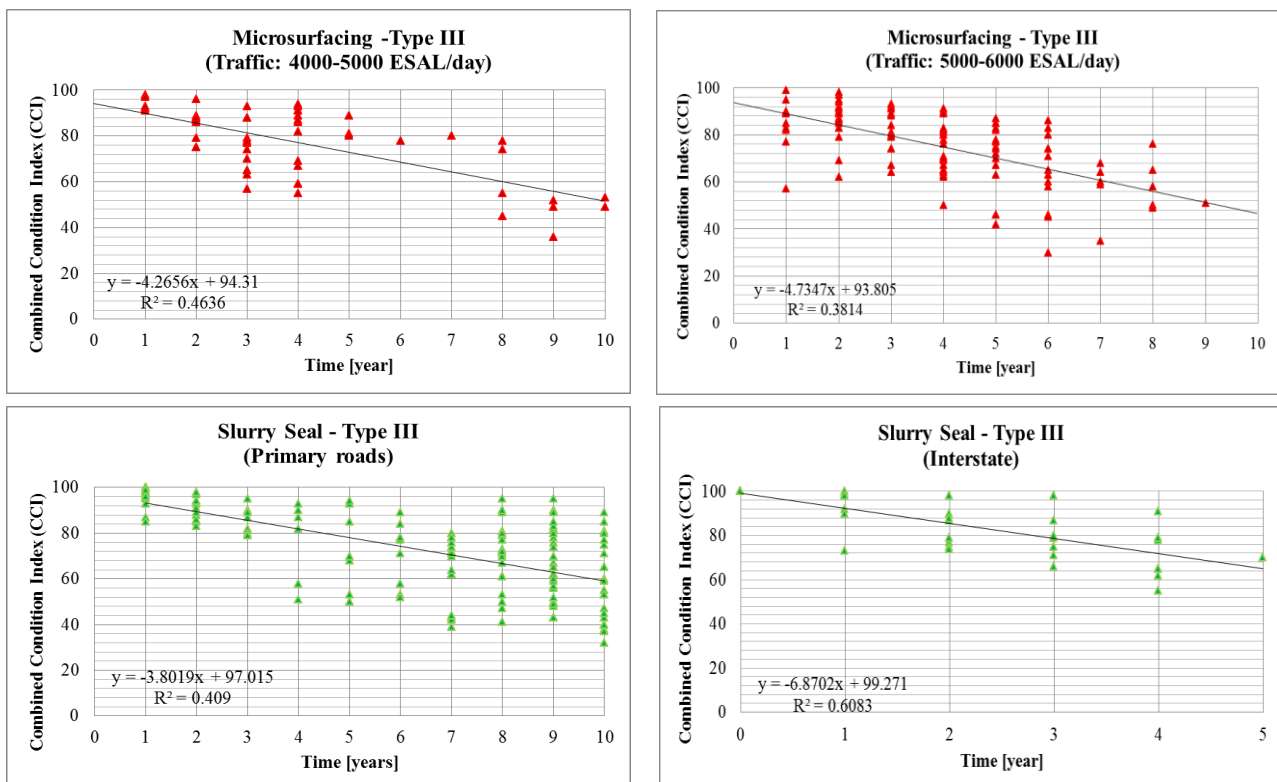 Microsurfacing -Type III
(Traffic: 4000-5000 ESAL/day)
Combined Condition Index (CCI)
100
80
60
40
20
0
y = -4.2656x + 94.31
R² = 0.4636
0 1 2 3 4 5 6 7 8 9 10
Time [year]
Microsurfacing - Type III
(Traffic: 5000-6000 ESAL/day)
Combined Condition Index (CCI)
100
80
60
40
20
0
y = -4.7347x + 93.805
R² = 0.3814
0 1 2 3 4 5 6 7 8 9 10
Time [year]
Slurry Seal - Type III
(Primary roads)
Combined Condition Index (CCI)
100
80
60
40
20
0
y = -3.8019x + 97.015
R² = 0.409
0 1 2 3 4 5 6 7 8 9 10
Time [years]
Slurry Seal - Type III
(Interstate)
Combined Condition Index (CCI)
100
80
60
40
20
0
y = -6.8702x + 99.271
R² = 0.6083
0 1 2 3 4 5
Time [year]